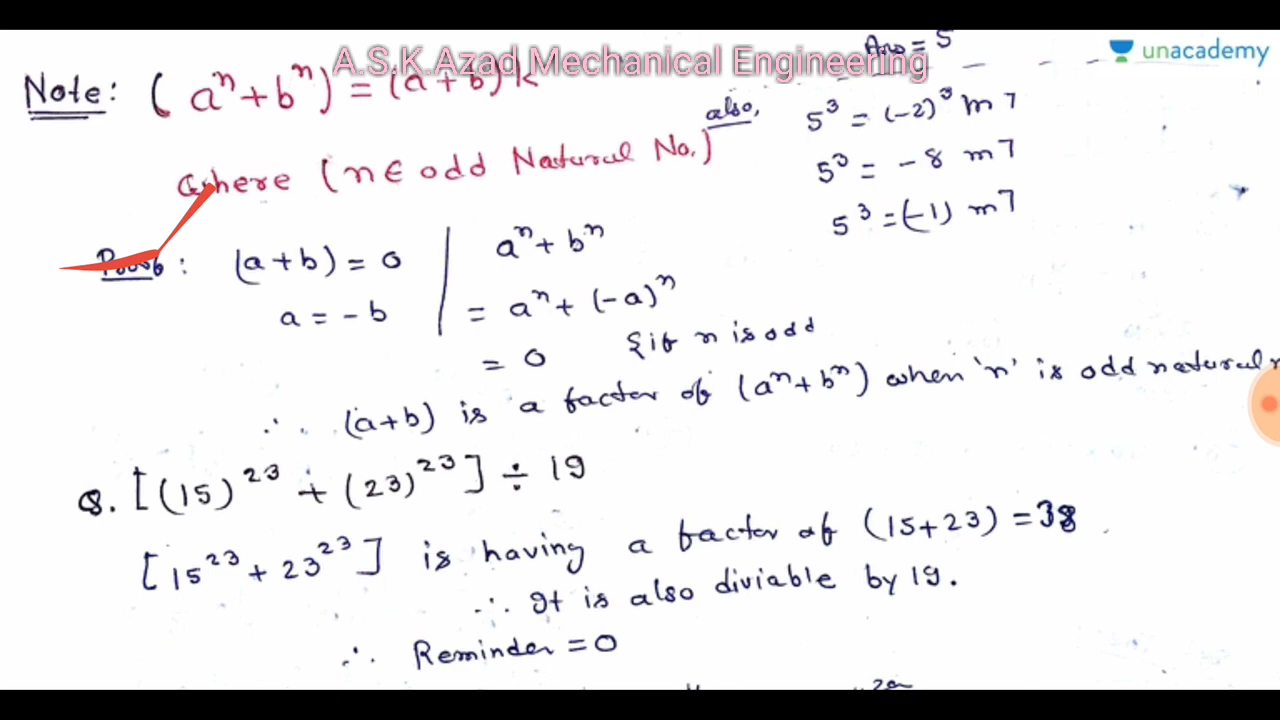 A.S.K.Azad Mechanical Engineering
unacademy
Ans = 5
Note: (aⁿ + bⁿ) = (a + b) k
where (n ∈ odd Natural No.)
also,
5³ = (-2)³ m 7
5³ = - 8 m 7
5³ = (-1) m 7
Proof: (a + b) = 0
a = - b
aⁿ + bⁿ
= aⁿ + (-a)ⁿ
= 0 {if n is odd
∴ (a+b) is a factor of (aⁿ + bⁿ) when 'n' is odd natural
Q. [(15)²³ + (23)²³] ÷ 19
[15²³ + 23²³] is having a factor of (15+23) = 38
∴ It is also diviable by 19.
∴ Reminder = 0